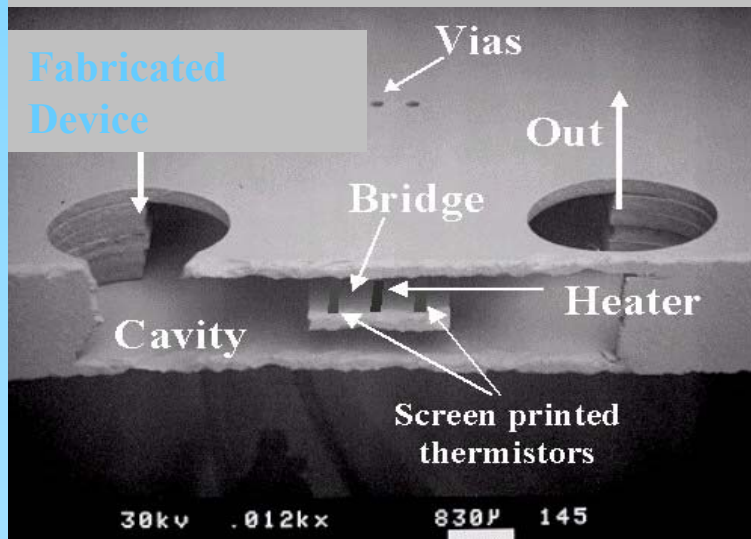 Fabricated
Device
Vias
Out
Bridge
Heater
Cavity
Screen printed
thermistors
30kv .012kx 830µ 145